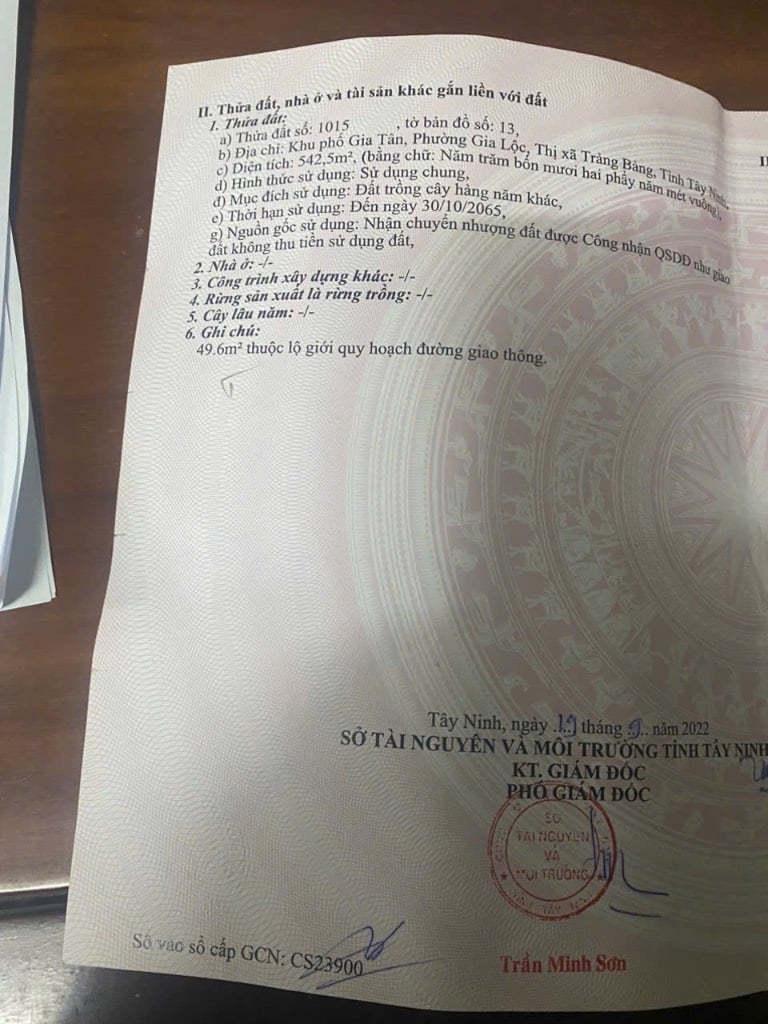 II. Thửa đất, nhà ở và tài sản khác gắn liền với đất
1. Thửa đất:
a) Thửa đất số: 1015 , tờ bản đồ số: 13,
b) Địa chỉ: Khu phố Gia Tân, Phường Gia Lộc, Thị xã Trảng Bàng, Tỉnh Tây Ninh,
c) Diện tích: 542,5m², (bằng chữ: Năm trăm bốn mươi hai phẩy năm mét vuông),
d) Hình thức sử dụng: Sử dụng chung,
đ) Mục đích sử dụng: Đất trồng cây hàng năm khác,
e) Thời hạn sử dụng: Đến ngày 30/10/2065,
g) Nguồn gốc sử dụng: Nhận chuyển nhượng đất được Công nhận QSDĐ như giao
đất không thu tiền sử dụng đất,
2. Nhà ở: -/-
3. Công trình xây dựng khác: -/-
4. Rừng sản xuất là rừng trồng: -/-
5. Cây lâu năm: -/-
6. Ghi chú:
49.6m² thuộc lộ giới quy hoạch đường giao thông.
Tây Ninh, ngày 19 tháng 9 năm 2022
SỞ TÀI NGUYÊN VÀ MÔI TRƯỜNG TỈNH TÂY NINH
KT. GIÁM ĐỐC
PHÓ GIÁM ĐỐC
SỞ
TÀI NGUYÊN
VÀ
MÔI TRƯỜNG
Trần Minh Sơn
Số vào sổ cấp GCN: CS23900